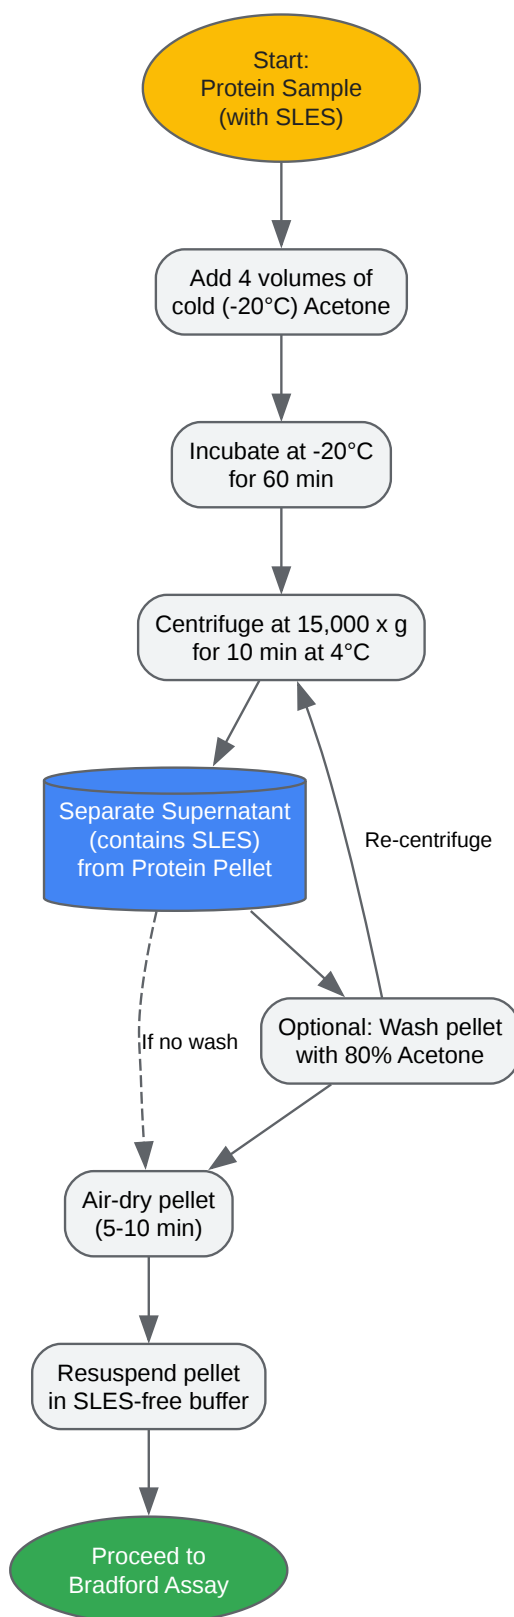 Start:
Protein Sample
(with SLES)
Add 4 volumes of
cold (-20°C) Acetone
Incubate at -20°C
for 60 min
Centrifuge at 15,000 x g
for 10 min at 4°C
Separate Supernatant
(contains SLES)
from Protein Pellet
Re-centrifuge
Optional: Wash pellet
with 80% Acetone
If no wash
Air-dry pellet
(5-10 min)
Resuspend pellet
in SLES-free buffer
Proceed to
Bradford Assay